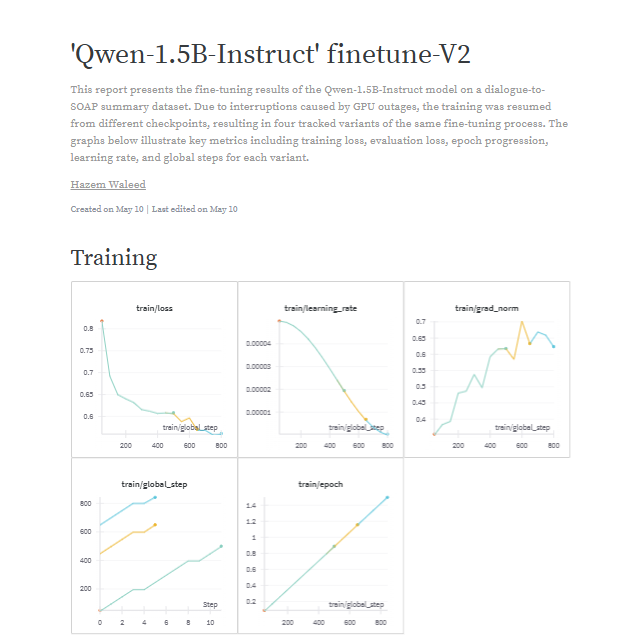 'Qwen-1.5B-Instruct' finetune-V2
This report presents the fine-tuning results of the Qwen-1.5B-Instruct model on a dialogue-to-
SOAP summary dataset. Due to interruptions caused by GPU outages, the training was resumed
from different checkpoints, resulting in four tracked variants of the same fine-tuning process. The
graphs below illustrate key metrics including training loss, evaluation loss, epoch progression,
learning rate, and global steps for each variant.
Hazem Waleed
Created on May 10 | Last edited on May 10
Training
train/loss
0.8
0.75
0.7
0.65
0.6
train/global_step
200 400 600 800
train/learning_rate
0.00004
0.00003
0.00002
0.00001
train/global_step
200 400 600 800
train/grad_norm
0.7
0.65
0.6
0.55
0.5
0.45
0.4
train/global_step
200 400 600 800
train/global_step
800
600
400
200
Step
0 2 4 6 8 10
train/epoch
1.4
1.2
1
0.8
0.6
0.4
0.2
train/global_step
200 400 600 800